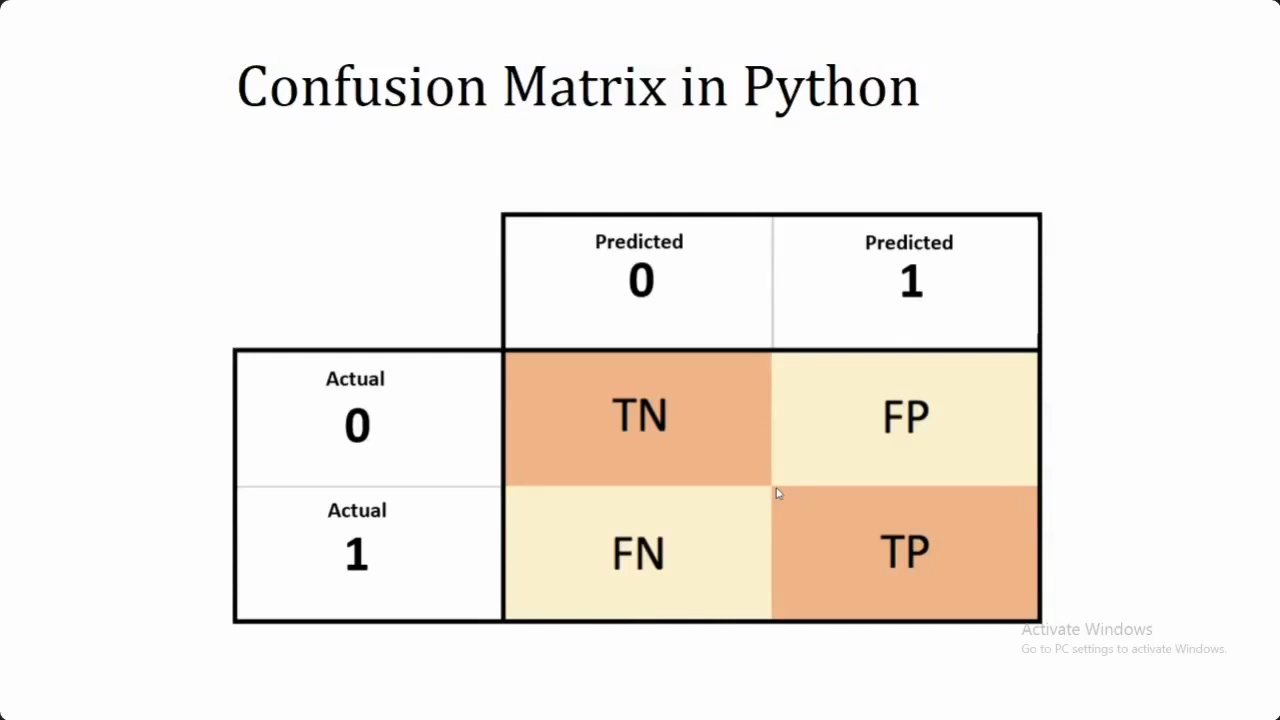 Confusion Matrix in Python
Predicted Predicted
0 1
Actual
0 TN FP
Actual
1 FN TP
Activate Windows
Go to PC settings to activate Windows.